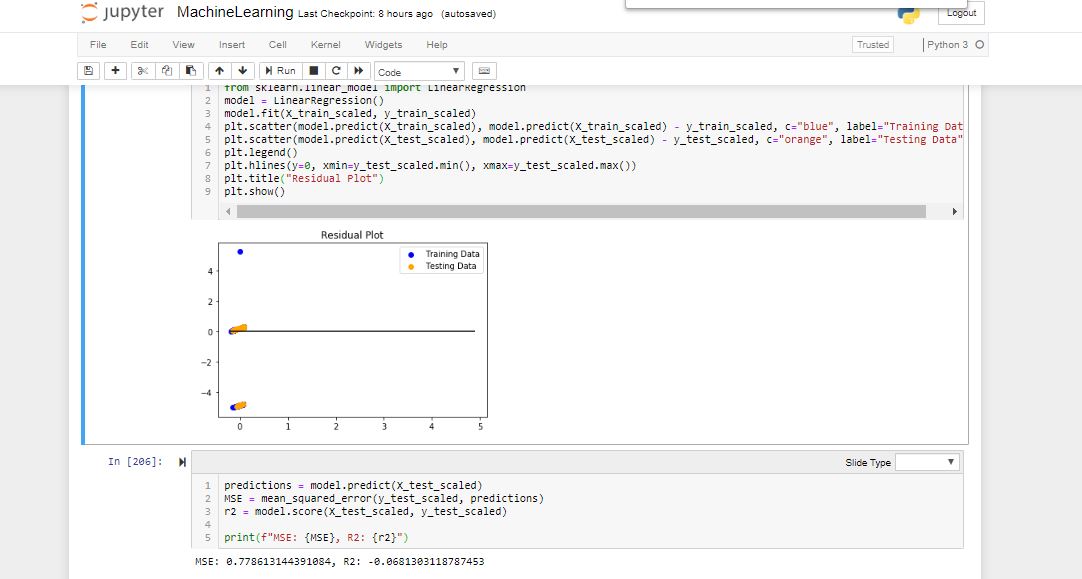 jupyter MachineLearning Last Checkpoint: 8 hours ago (autosaved)
Logout
File Edit View Insert Cell Kernel Widgets Help
Trusted
Python 3
Run
Code
1 from sklearn.linear_model import LinearRegression
2 model = LinearRegression()
3 model.fit(X_train_scaled, y_train_scaled)
4 plt.scatter(model.predict(X_train_scaled), model.predict(X_train_scaled) - y_train_scaled, c="blue", label="Training Dat
5 plt.scatter(model.predict(X_test_scaled), model.predict(X_test_scaled) - y_test_scaled, c="orange", label="Testing Data"
6 plt.legend()
7 plt.hlines(y=0, xmin=y_test_scaled.min(), xmax=y_test_scaled.max())
8 plt.title("Residual Plot")
9 plt.show()
Residual Plot
Training Data
Testing Data
4
2
0
−2
−4
0 1 2 3 4 5
In [206]:
Slide Type
1 predictions = model.predict(X_test_scaled)
2 MSE = mean_squared_error(y_test_scaled, predictions)
3 r2 = model.score(X_test_scaled, y_test_scaled)
4
5 print(f"MSE: {MSE}, R2: {r2}")
MSE: 0.778613144391084, R2: -0.0681303118787453